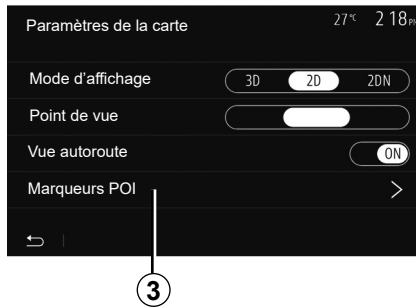 Paramètres de la carte 27°C 2 18 PM
Mode d'affichage 3D 2D 2DN
Point de vue
Vue autoroute ON
Marqueurs POI
3